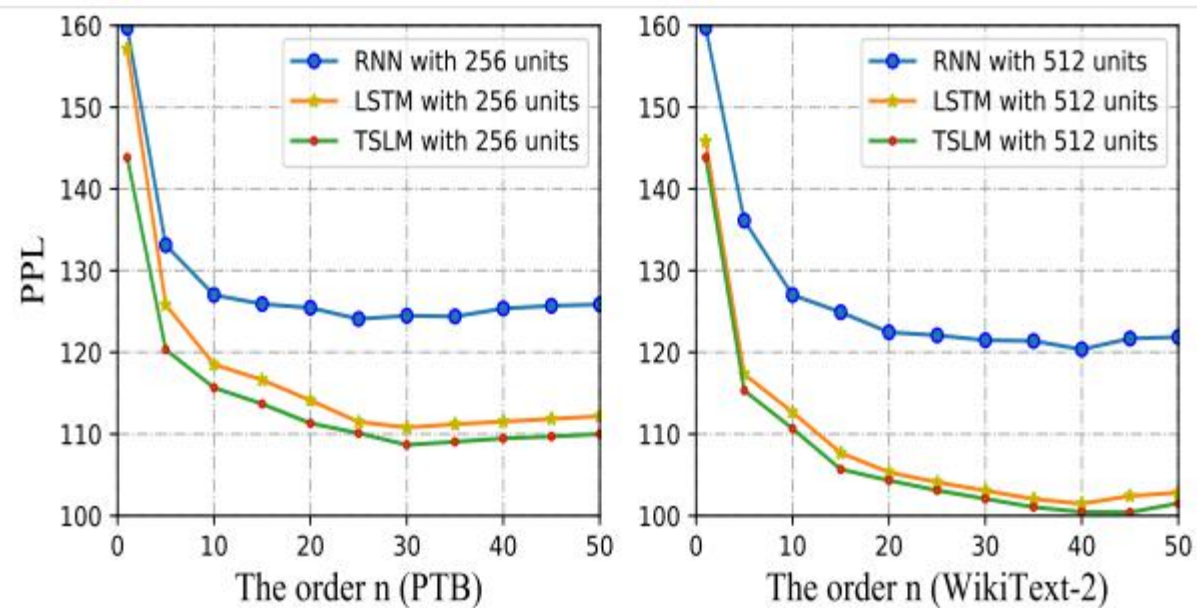 160
150
140
130
120
110
100
PPL
0 10 20 30 40 50
The order n (PTB)
RNN with 256 units
LSTM with 256 units
TSLM with 256 units
160
150
140
130
120
110
100
0 10 20 30 40 50
The order n (WikiText-2)
RNN with 512 units
LSTM with 512 units
TSLM with 512 units